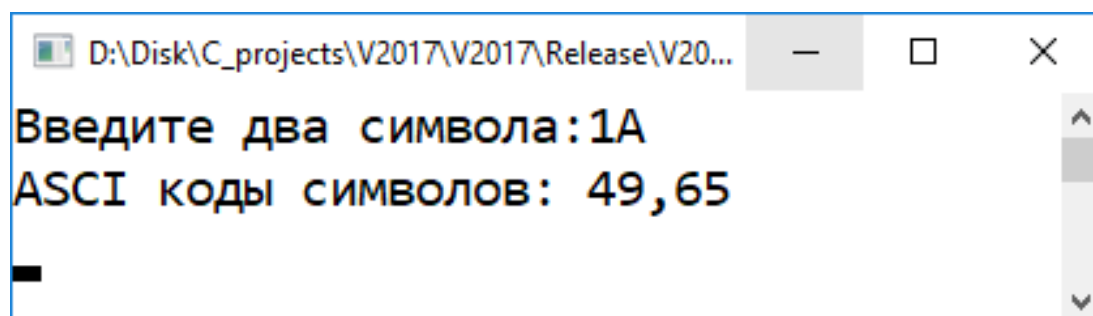 D:\Disk\C_projects\V2017\V2017\Release\V20...
Введите два символа:1A
ASCI коды символов: 49,65